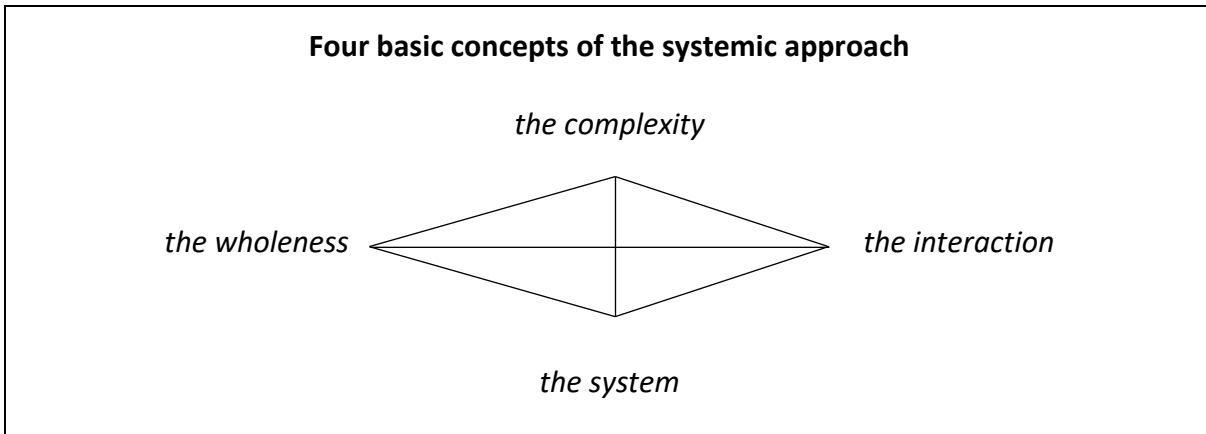 Four basic concepts of the systemic approach
the complexity
the wholeness
the interaction
the system